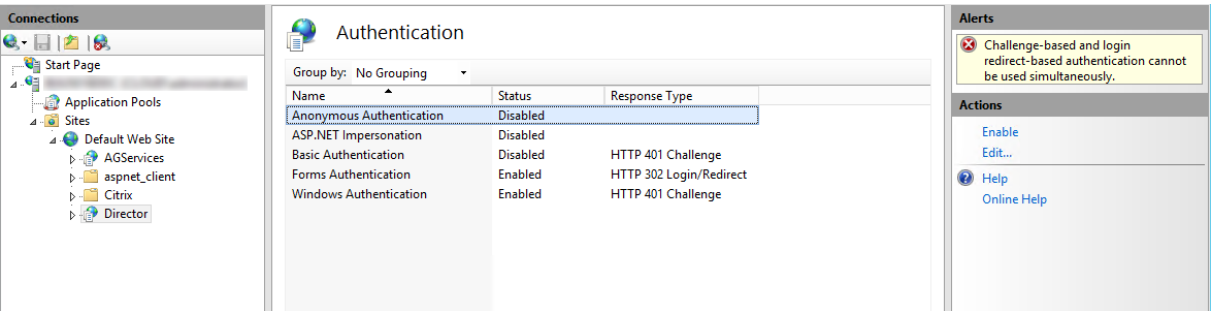 Connections
Start Page
Application Pools
Sites
Default Web Site
AGServices
aspnet_client
Citrix
Director
Authentication
Group by: No Grouping
Name Status Response Type
Anonymous Authentication Disabled
ASP.NET Impersonation Disabled
Basic Authentication Disabled HTTP 401 Challenge
Forms Authentication Enabled HTTP 302 Login/Redirect
Windows Authentication Enabled HTTP 401 Challenge
Alerts
Challenge-based and login
redirect-based authentication cannot
be used simultaneously.
Actions
Enable
Edit...
Help
Online Help